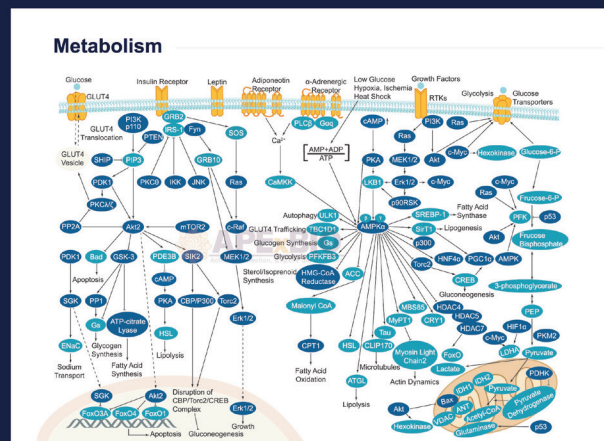 Metabolism
Glucose
GLUT4
GLUT4
Translocation
GLUT4
Vesicle
Insulin Receptor
Leptin
Adiponectin
Receptor
α-Adrenergic
Receptor
Low Glucose
Hypoxia, Ischemia
Heat Shock
Growth Factors
RTKs
Glycolysis
Glucose
Transporters
PI3K
p110
PTEN
GRB2
IRS-1
Fyn
SOS
PLCβ
Gαq
cAMP
PI3K
Ras
Ras
Ca²⁺
AMP+ADP
ATP
Akt
c-Myc
Hexokinase
Glucose-6-P
SHIP
PIP3
GRB10
PKCθ
IKK
JNK
Ras
CaMKK
PKA
MEK1/2
LKB1
Erk1/2
c-Myc
p90RSK
PDK1
PKCλ/ζ
PP2A
Akt2
mTOR2
c-Raf
Autophagy
ULK1
GLUT4 Trafficking
TBC1D1
Glucogen Synthesis
Gs
Glycolysis
PFKFB3
AMPKα
SREBP-1
Fatty Acid
Synthase
SirT1
Lipogenesis
p300
Torc2
HNF4α
PGC1α
AMPK
CREB
Gluconeogenesis
c-Myc
Ras
Frucose-6-P
PFK
p53
Akt
Frucose
Bisphosphate
3-phosphoglycerate
PEP
PDK1
Bad
GSK-3
PDE3B
SIK2
MEK1/2
Apoptosis
Sterol/Isoprenoid
Synthesis
HMG-CoA
Reductase
ACC
Malonyl CoA
cAMP
PKA
CBP/P300
Torc2
Erk1/2
SGK
PP1
ATP-citrate
Lyase
Gs
HSL
Lipolysis
ENaC
Sodium
Transport
Glycogen
Synthesis
Fatty Acid
Synthesis
CPT1
Fatty Acid
Oxidation
HSL
ATGL
Lipolysis
CLIP170
Tau
Microtubules
MyPT1
MBS85
CRY1
Myosin Light
Chain2
Actin Dynamics
HDAC4
HDAC5
HDAC7
FoxO
c-Myc
HIF1α
PKM2
LDHA
Pyruvate
Lactate
SGK
Akt2
FoxO3A
FoxO4
FoxO1
Apoptosis
Disruption of
CBP/Torc2/CREB
Complex
Gluconeogenesis
Erk1/2
Growth
PDHK
IDH1
IDH2
Pyruvate
Pyruvate
Dehydrogenase
Bax
VDAC
ANT
Acetyl-CoA
Glutaminase
Akt
Hexokinase
p53